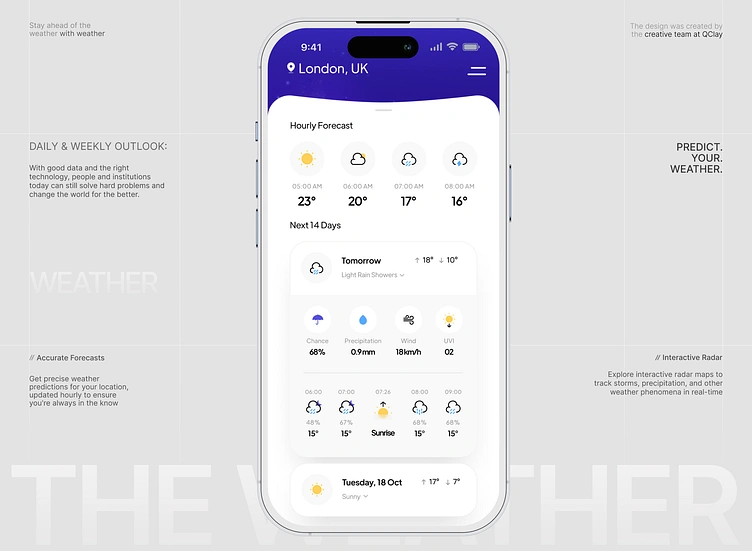 Stay ahead of the
weather with weather
The design was created by
the creative team at QClay
9:41
London, UK
DAILY & WEEKLY OUTLOOK:
With good data and the right
technology, people and institutions
today can still solve hard problems and
change the world for the better.
PREDICT.
YOUR.
WEATHER.
WEATHER
Hourly Forecast
05:00 AM 06:00 AM 07:00 AM 08:00 AM
23° 20° 17° 16°
Next 14 Days
Tomorrow ↑ 18° ↓ 10°
Light Rain Showers
Chance Precipitation Wind UVI
68% 0.9mm 18km/h 02
06:00 07:00 07:26 08:00 09:00
48% 67% 68% 68%
15° 15° Sunrise 15° 15°
Tuesday, 18 Oct ↑ 17° ↓ 7°
Sunny
// Accurate Forecasts
Get precise weather
predictions for your location,
updated hourly to ensure
you're always in the know
// Interactive Radar
Explore interactive radar maps to
track storms, precipitation, and other
weather phenomena in real-time
THE WEATHER